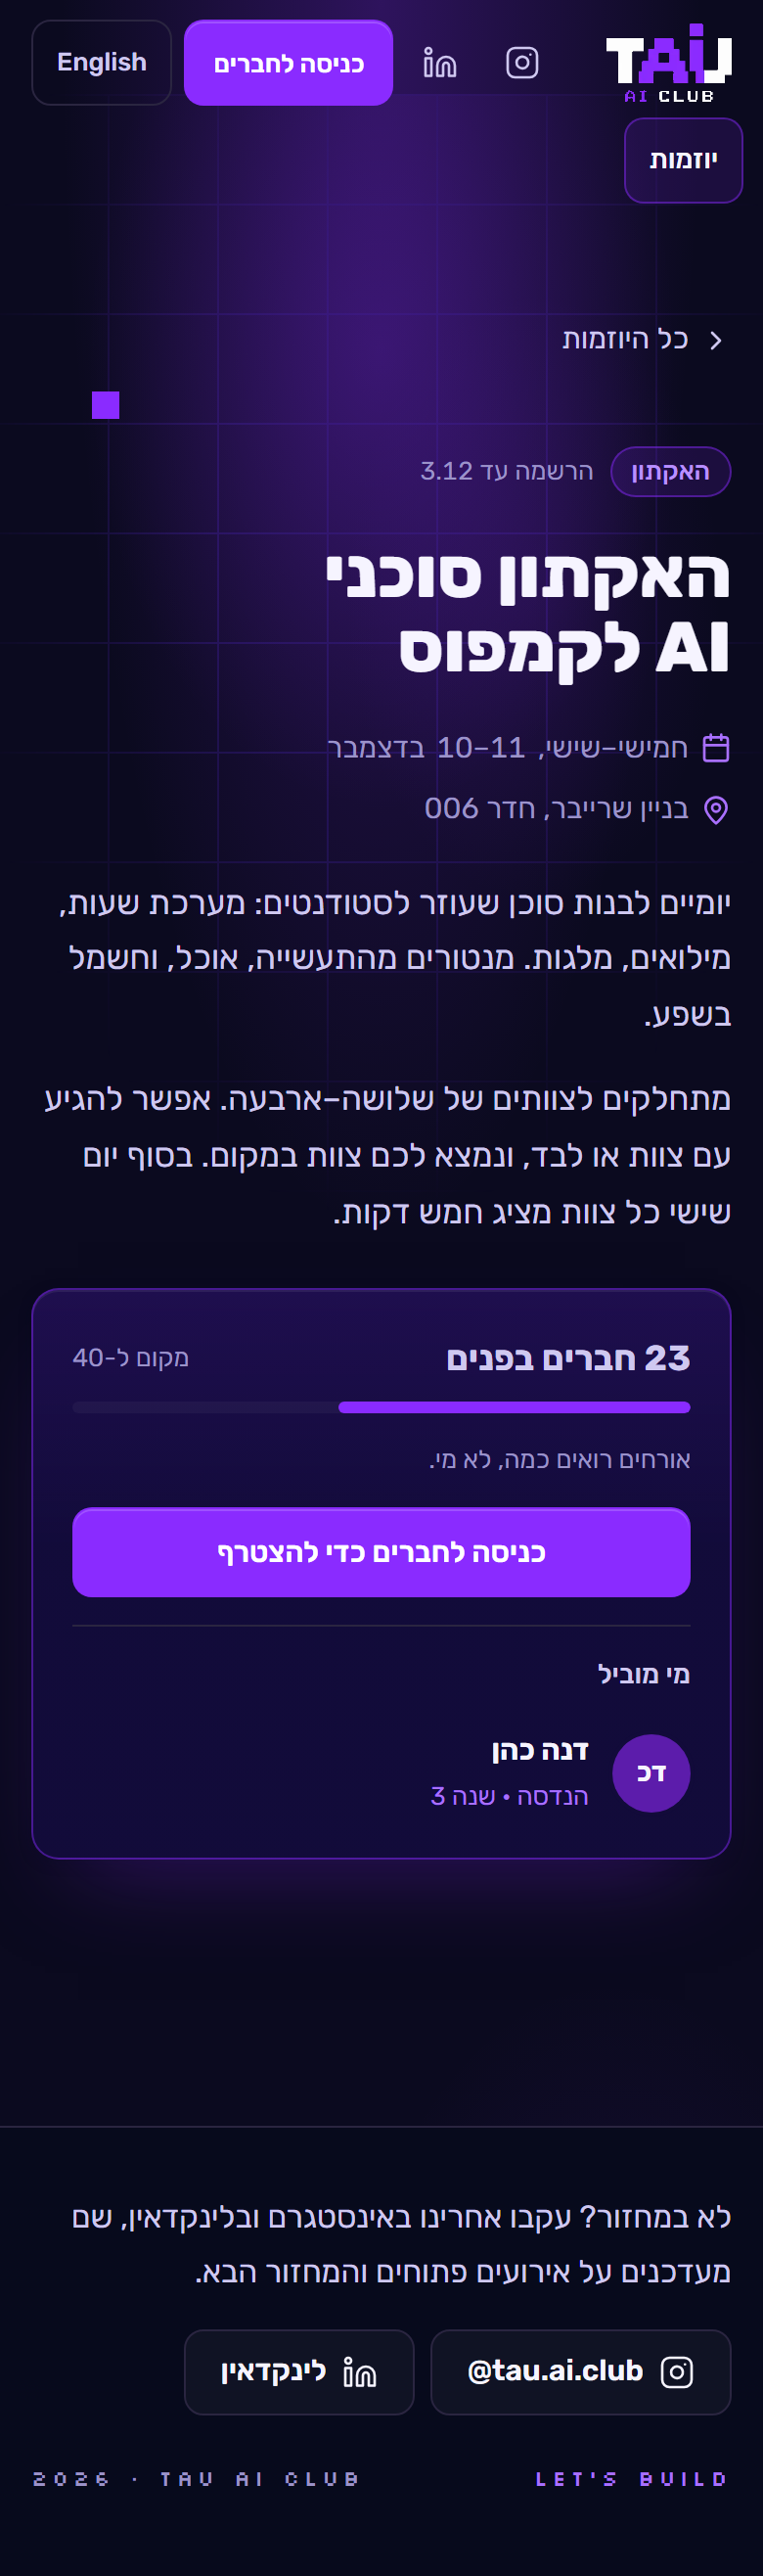 TAU
AI CLUB
כניסה לחברים
English
יוזמות
כל היוזמות
האקתון
הרשמה עד 3.12
האקתון סוכני
AI לקמפוס
חמישי–שישי, 10–11 בדצמבר
בניין שרייבר, חדר 006
יומיים לבנות סוכן שעוזר לסטודנטים: מערכת שעות,
מילואים, מלגות. מנטורים מהתעשייה, אוכל, וחשמל
בשפע.
מתחלקים לצוותים של שלושה–ארבעה. אפשר להגיע
עם צוות או לבד, ונמצא לכם צוות במקום. בסוף יום
שישי כל צוות מציג חמש דקות.
23 חברים בפנים
מקום ל-40
אורחים רואים כמה, לא מי.
כניסה לחברים כדי להצטרף
מי מוביל
דכ
דנה כהן
הנדסה • שנה 3
לא במחזור? עקבו אחרינו באינסטגרם ובלינקדאין, שם
מעדכנים על אירועים פתוחים והמחזור הבא.
@tau.ai.club
לינקדאין
LET'S BUILD
2026 · TAU AI CLUB